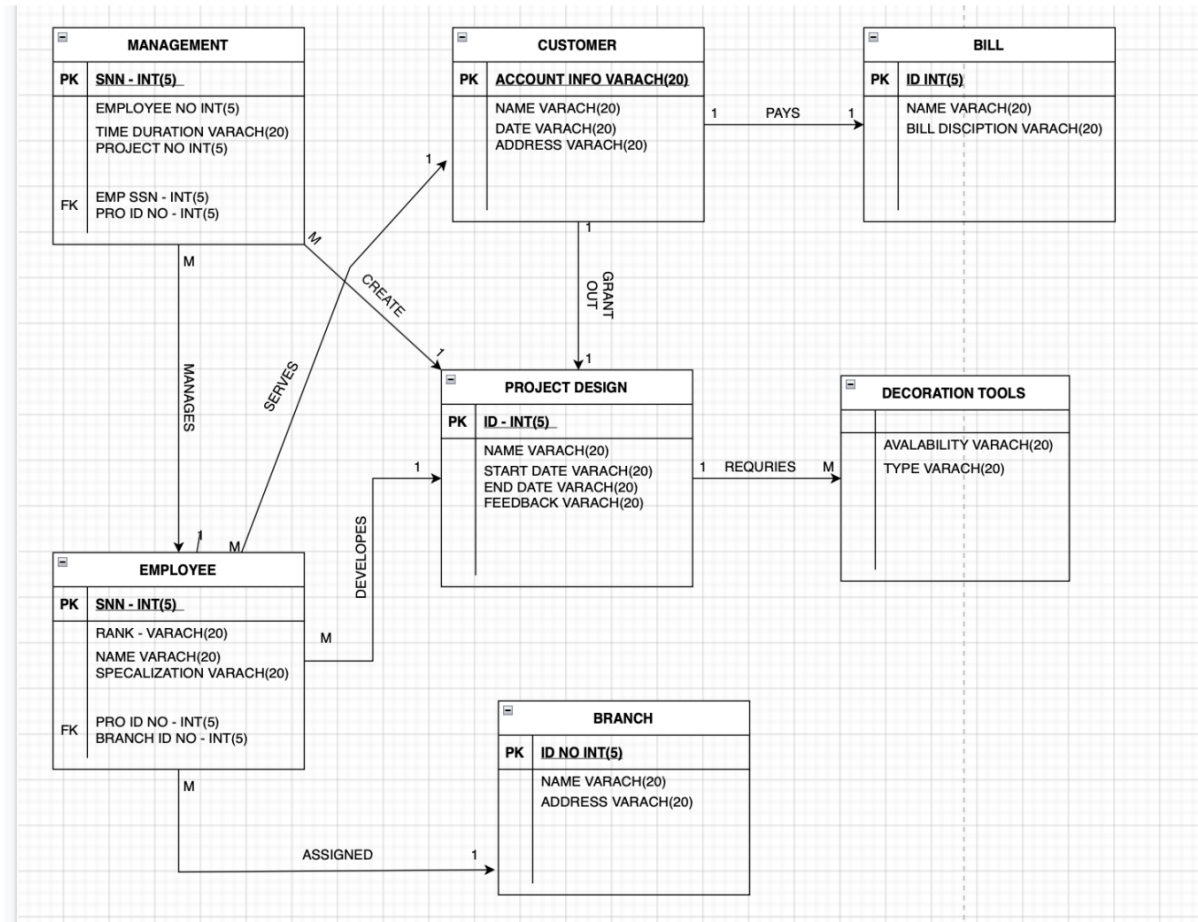 MANAGEMENT
PK SNN - INT(5)
EMPLOYEE NO INT(5)
TIME DURATION VARACH(20)
PROJECT NO INT(5)
FK EMP SSN - INT(5)
PRO ID NO - INT(5)
CUSTOMER
PK ACCOUNT INFO VARACH(20)
NAME VARACH(20)
DATE VARACH(20)
ADDRESS VARACH(20)
1 PAYS 1
BILL
PK ID INT(5)
NAME VARACH(20)
BILL DISCIPTION VARACH(20)
M
MANAGES
1
M
SERVES
1
M
CREATE
1
1
GRANT
OUT
1
PROJECT DESIGN
PK ID - INT(5)
NAME VARACH(20)
START DATE VARACH(20)
END DATE VARACH(20)
FEEDBACK VARACH(20)
1 REQURIES M
DECORATION TOOLS
AVALABILITY VARACH(20)
TYPE VARACH(20)
EMPLOYEE
PK SNN - INT(5)
RANK - VARACH(20)
NAME VARACH(20)
SPECALIZATION VARACH(20)
FK PRO ID NO - INT(5)
BRANCH ID NO - INT(5)
M
DEVELOPES
1
M
ASSIGNED 1
BRANCH
PK ID NO INT(5)
NAME VARACH(20)
ADDRESS VARACH(20)